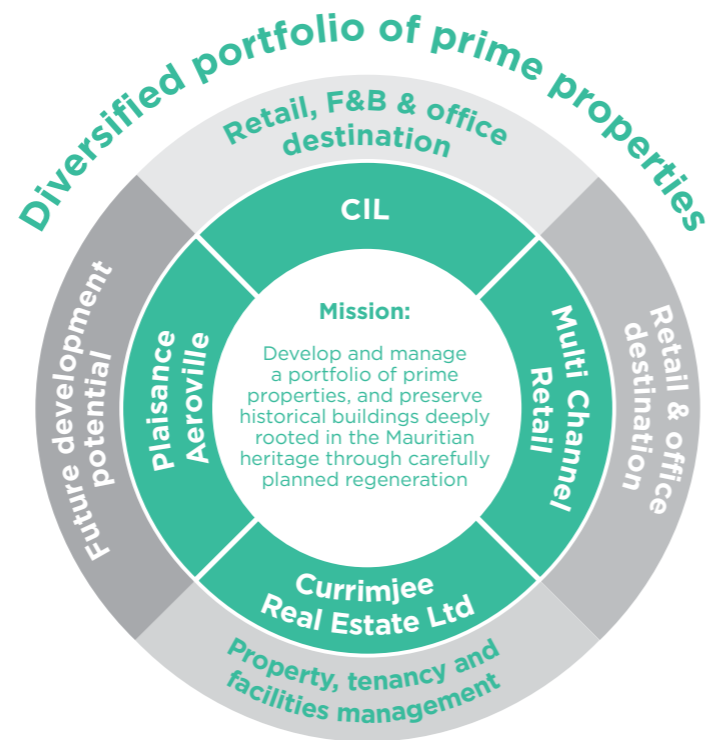 Diversified portfolio of prime properties
Retail, F&B & office
destination
CIL
Mission:
Develop and manage
a portfolio of prime
properties, and preserve
historical buildings deeply
rooted in the Mauritian
heritage through carefully
planned regeneration
Multi Channel
Retail
Retail & office
destination
Currimjee
Real Estate Ltd
Property, tenancy and
facilities management
Plaisance
Aeroville
Future development
potential